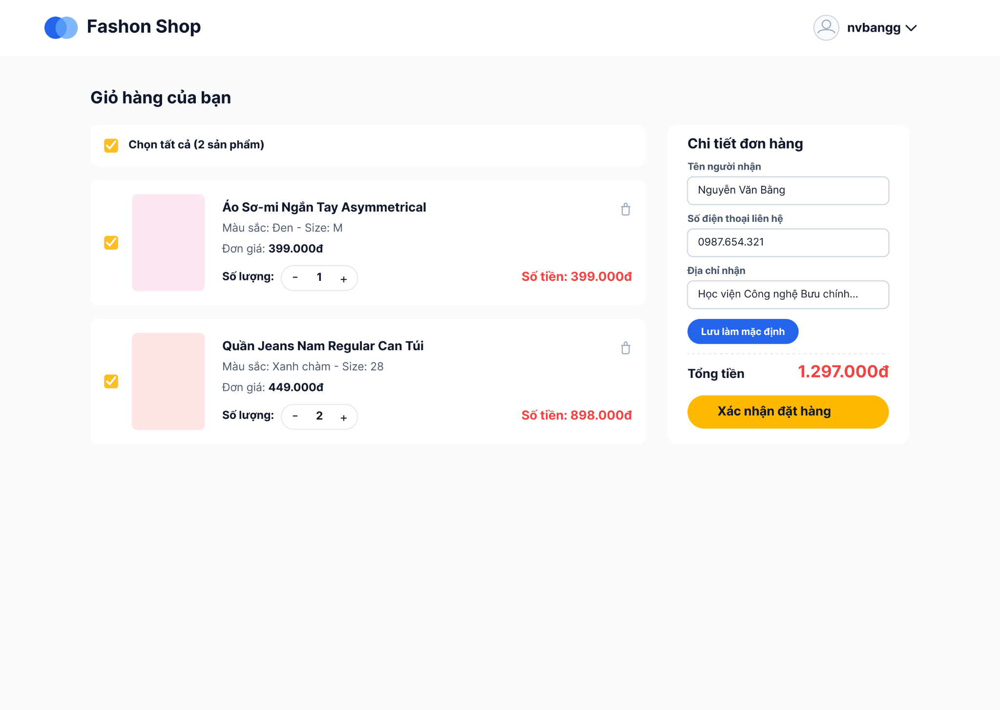 Fashon Shop
nvbangg
Giỏ hàng của bạn
Chọn tất cả (2 sản phẩm)
Áo Sơ-mi Ngắn Tay Asymmetrical
Màu sắc: Đen - Size: M
Đơn giá: 399.000đ
Số lượng: - 1 +
Số tiền: 399.000đ
Quần Jeans Nam Regular Can Túi
Màu sắc: Xanh chàm - Size: 28
Đơn giá: 449.000đ
Số lượng: - 2 +
Số tiền: 898.000đ
Chi tiết đơn hàng
Tên người nhận
Nguyễn Văn Bằng
Số điện thoại liên hệ
0987.654.321
Địa chỉ nhận
Học viện Công nghệ Bưu chính...
Lưu làm mặc định
Tổng tiền 1.297.000đ
Xác nhận đặt hàng